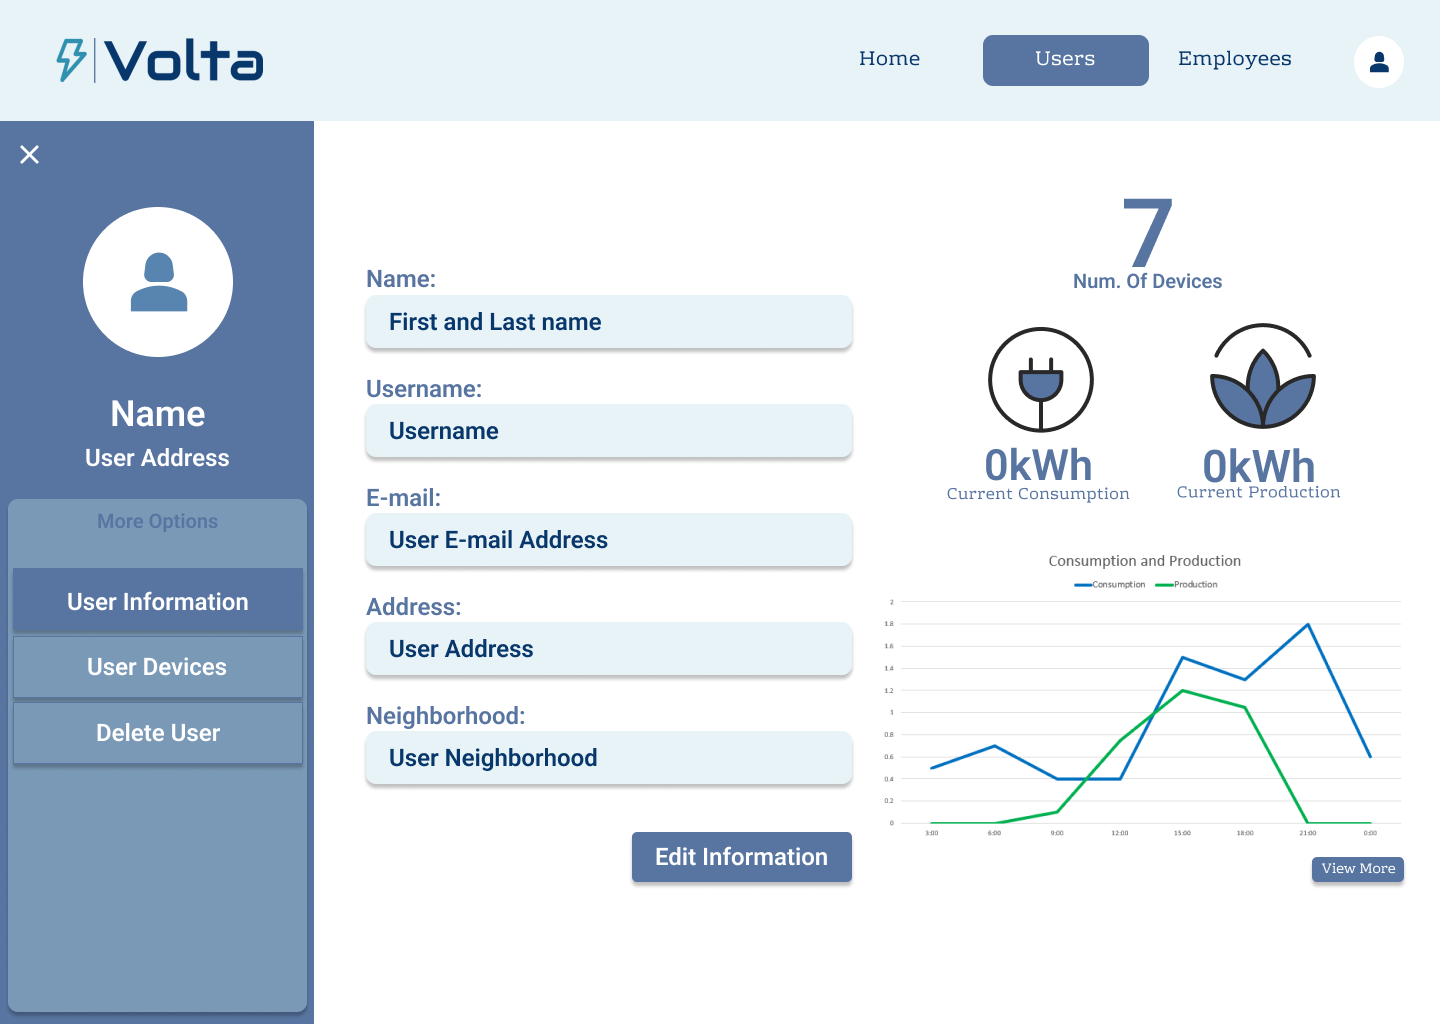 Volta
Home
Users
Employees
Name
User Address
More Options
User Information
User Devices
Delete User
Name:
First and Last name
Username:
Username
E-mail:
User E-mail Address
Address:
User Address
Neighborhood:
User Neighborhood
Edit Information
7
Num. Of Devices
0kWh
Current Consumption
0kWh
Current Production
Consumption and Production
Consumption Production
2
1.8
1.6
1.4
1.2
1
0.8
0.6
0.4
0.2
0
3:00 6:00 9:00 12:00 15:00 18:00 21:00 0:00
View More